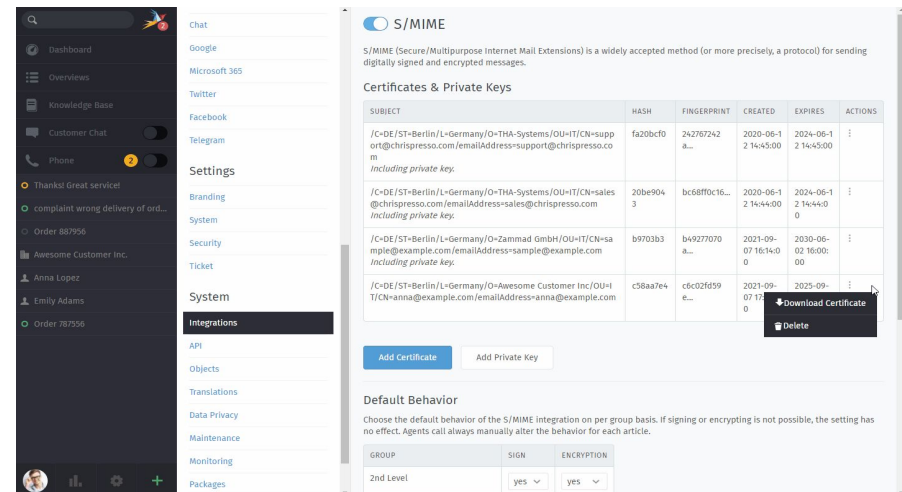 2
Dashboard
Overviews
Knowledge Base
Customer Chat
Phone 2
Thanks! Great service!
complaint wrong delivery of ord...
Order 887956
Awesome Customer Inc.
Anna Lopez
Emily Adams
Order 787556
Chat
Google
Microsoft 365
Twitter
Facebook
Telegram
Settings
Branding
System
Security
Ticket
System
Integrations
API
Objects
Translations
Data Privacy
Maintenance
Monitoring
Packages
S/MIME
S/MIME (Secure/Multipurpose Internet Mail Extensions) is a widely accepted method (or more precisely, a protocol) for sending
digitally signed and encrypted messages.
Certificates & Private Keys
SUBJECT HASH FINGERPRINT CREATED EXPIRES ACTIONS
/C=DE/ST=Berlin/L=Germany/O=THA-Systems/OU=IT/CN=supp fa20bcf0 242767242 2020-06-1 2024-06-1
ort@chrispresso.com/emailAddress=support@chrispresso.co a... 2 14:45:00 2 14:45:00
m
Including private key.
/C=DE/ST=Berlin/L=Germany/O=THA-Systems/OU=IT/CN=sales 20be904 bc68ff0c16... 2020-06-1 2024-06-1
@chrispresso.com/emailAddress=sales@chrispresso.com 3 2 14:44:00 2 14:44:0
Including private key. 0
/C=DE/ST=Berlin/L=Germany/O=Zammad GmbH/OU=IT/CN=sa b9703b3 b49277070 2021-09- 2030-06-
mple@example.com/emailAddress=sample@example.com a... 07 16:14:0 02 16:00:
Including private key. 0 00
/C=DE/ST=Berlin/L=Germany/O=Awesome Customer Inc/OU=I c58aa7e4 c6c02fd59 2021-09- 2025-09-
T/CN=anna@example.com/emailAddress=anna@example.com e... 07 17:
0
Download Certificate
Delete
Add Certificate Add Private Key
Default Behavior
Choose the default behavior of the S/MIME integration on per group basis. If signing or encrypting is not possible, the setting has
no effect. Agents call always manually alter the behavior for each article.
GROUP SIGN ENCRYPTION
2nd Level yes yes